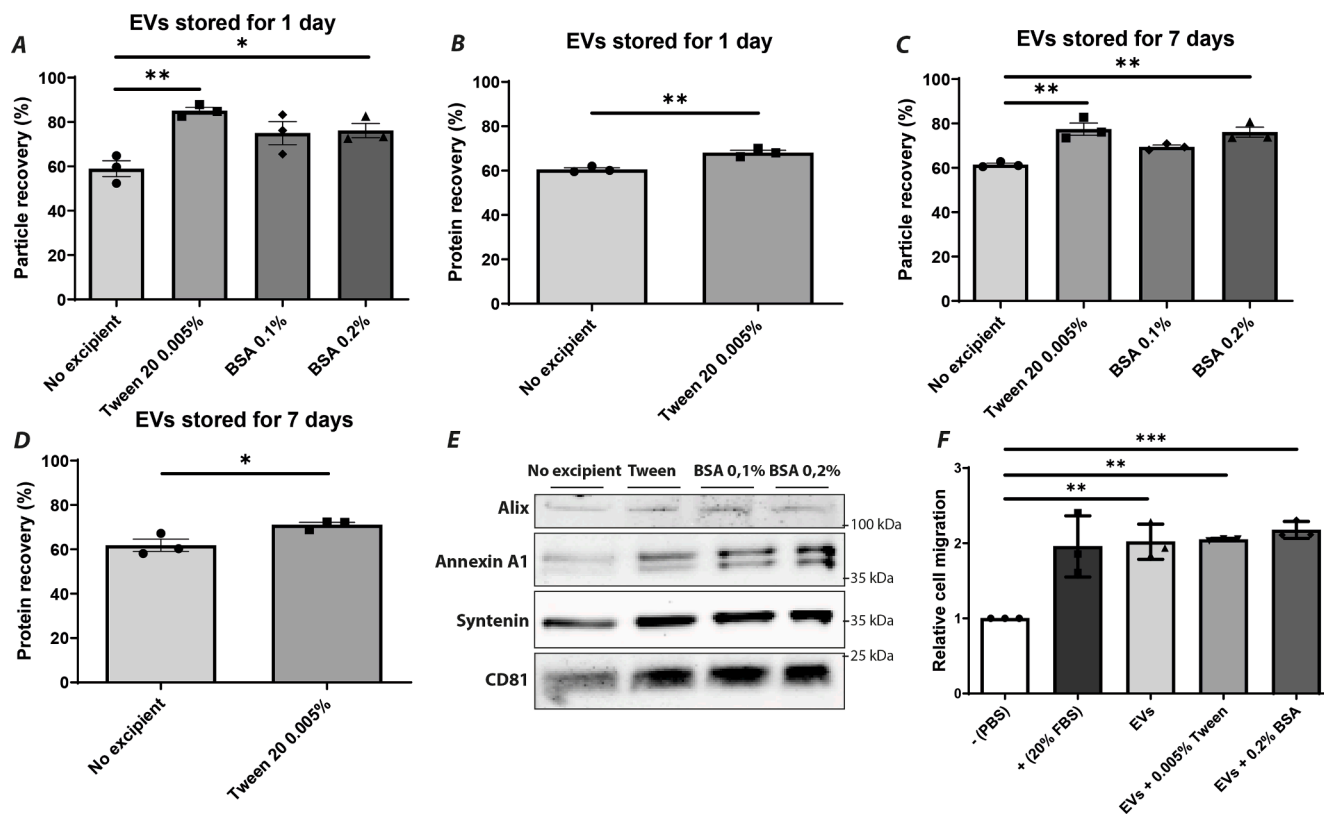 A
EVs stored for 1 day
*
**
Particle recovery (%)
100
80
60
40
20
0
No excipient
Tween 20 0.005%
BSA 0.1%
BSA 0.2%
B
EVs stored for 1 day
**
Protein recovery (%)
100
80
60
40
20
0
No excipient
Tween 20 0.005%
C
EVs stored for 7 days
**
**
Particle recovery (%)
100
80
60
40
20
0
No excipient
Tween 20 0.005%
BSA 0.1%
BSA 0.2%
D
EVs stored for 7 days
*
Protein recovery (%)
100
80
60
40
20
0
No excipient
Tween 20 0.005%
E
No excipient Tween BSA 0,1% BSA 0,2%
Alix
100 kDa
Annexin A1
35 kDa
Syntenin
35 kDa
25 kDa
CD81
F
***
**
**
Relative cell migration
3
2
1
0
- (PBS)
+ (20% FBS)
EVs
EVs + 0.005% Tween
EVs + 0.2% BSA